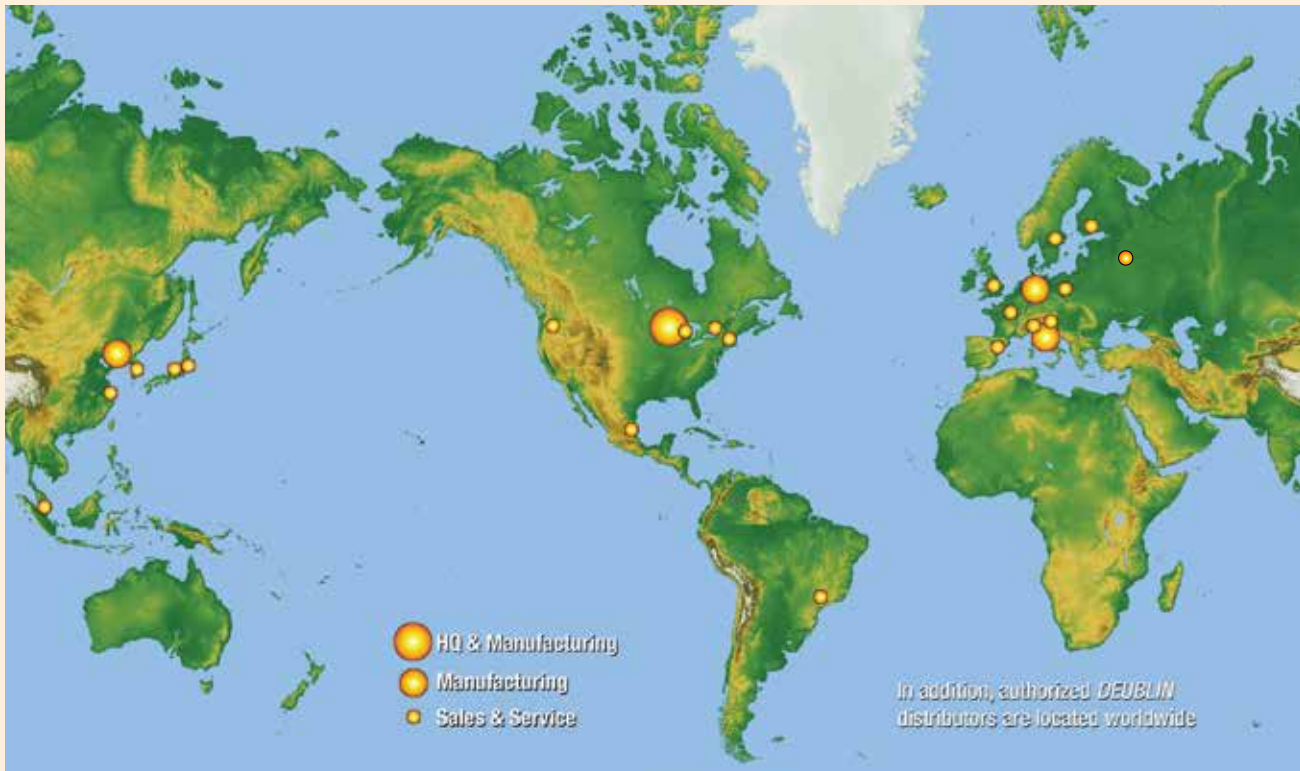 HQ & Manufacturing
Manufacturing
Sales & Service
In addition, authorized DEUBLIN
distributors are located worldwide